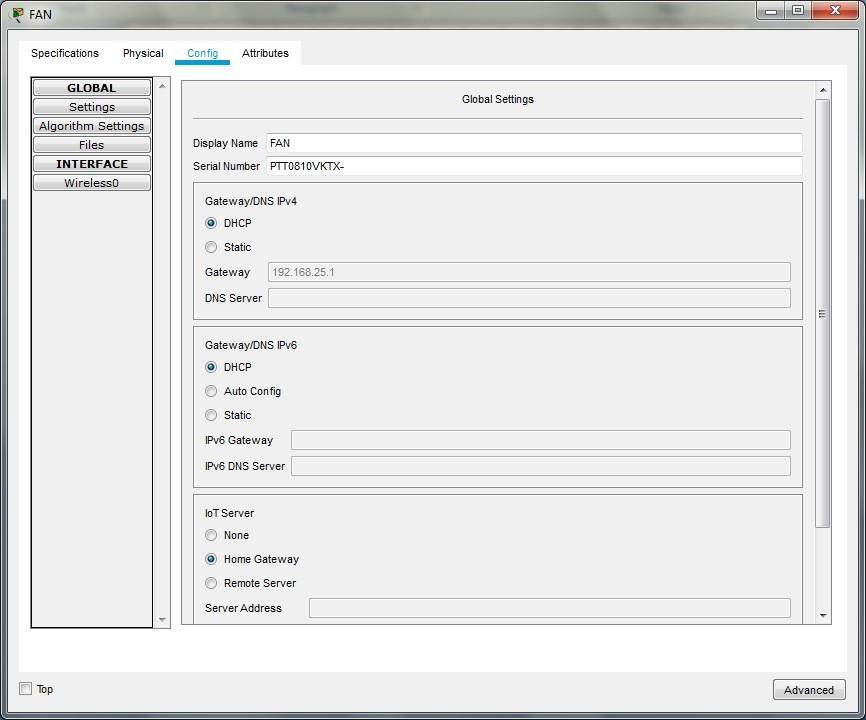 FAN
Specifications Physical Config Attributes
GLOBAL
Settings
Algorithm Settings
Files
INTERFACE
Wireless0
Global Settings
Display Name FAN
Serial Number PTT0810VKTX-
Gateway/DNS IPv4
DHCP
Static
Gateway 192.168.25.1
DNS Server
Gateway/DNS IPv6
DHCP
Auto Config
Static
IPv6 Gateway
IPv6 DNS Server
IoT Server
None
Home Gateway
Remote Server
Server Address
Top
Advanced